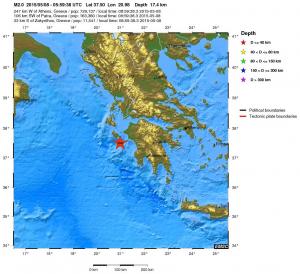 M2.0 2015/05/08 - 05:59:38 UTC Lat 37.50 Lon 20.95 Depth 17.4 km
247 km W of Athens, Greece / pop: 729,137 / local time: 08:59:38.3 2015-05-08
106 km SW of Patra, Greece / pop: 163,360 / local time: 08:59:38.3 2015-05-08
33 km S of Zakynthos, Greece / pop: 11,541 / local time: 08:59:38.3 2015-05-08
Depth
D <= 40 km
40 < D <= 80 km
80 < D <= 150 km
150 < D <= 300 km
D > 300 km
Political boundaries
Tectonic plate boundaries
41°
40°
39°
38°
37°
36°
35°
34°
17° 18° 19° 20° 21° 22° 23° 24° 25°
EMSC
0 km 100 km 200 km